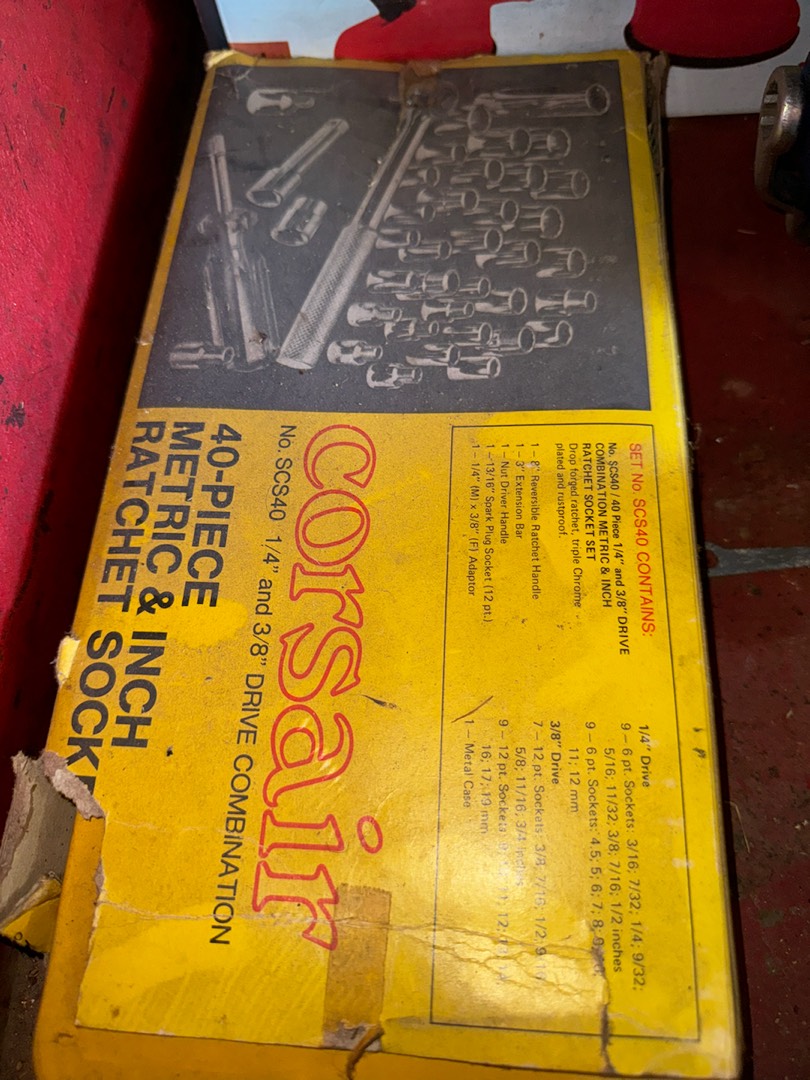 SET No SCS40 CONTAINS:
No. SCS40 / 40 Piece 1/4" and 3/8" DRIVE
COMBINATION METRIC & INCH
RATCHET SOCKET SET
Drop forged ratchet, triple Chrome
plated and rustproof.
1 – 8" Reversible Ratchet Handle
1 – 3" Extension Bar
1 – Nut Driver Handle
1 – 13/16" Spark Plug Socket (12 pt.)
1 – 1/4" (M) x 3/8" (F) Adaptor
1/4" Drive
9 – 6 pt. Sockets: 3/16; 7/32; 1/4; 9/32;
5/16; 11/32; 3/8; 7/16; 1/2 inches
9 – 6 pt. Sockets: 4.5; 5; 6; 7; 8;
11; 12 mm
3/8" Drive
7 – 12 pt. Sockets: 3/8; 7/16; 1/2;
5/8; 11/16; 3/4 inches
9 – 12 pt. Sockets: 11; 12;
16; 17; 19 mm
1 – Metal Case
corsair
No. SCS40 1/4" and 3/8" DRIVE COMBINATION
40-PIECE
METRIC & INCH
RATCHET SOCKE